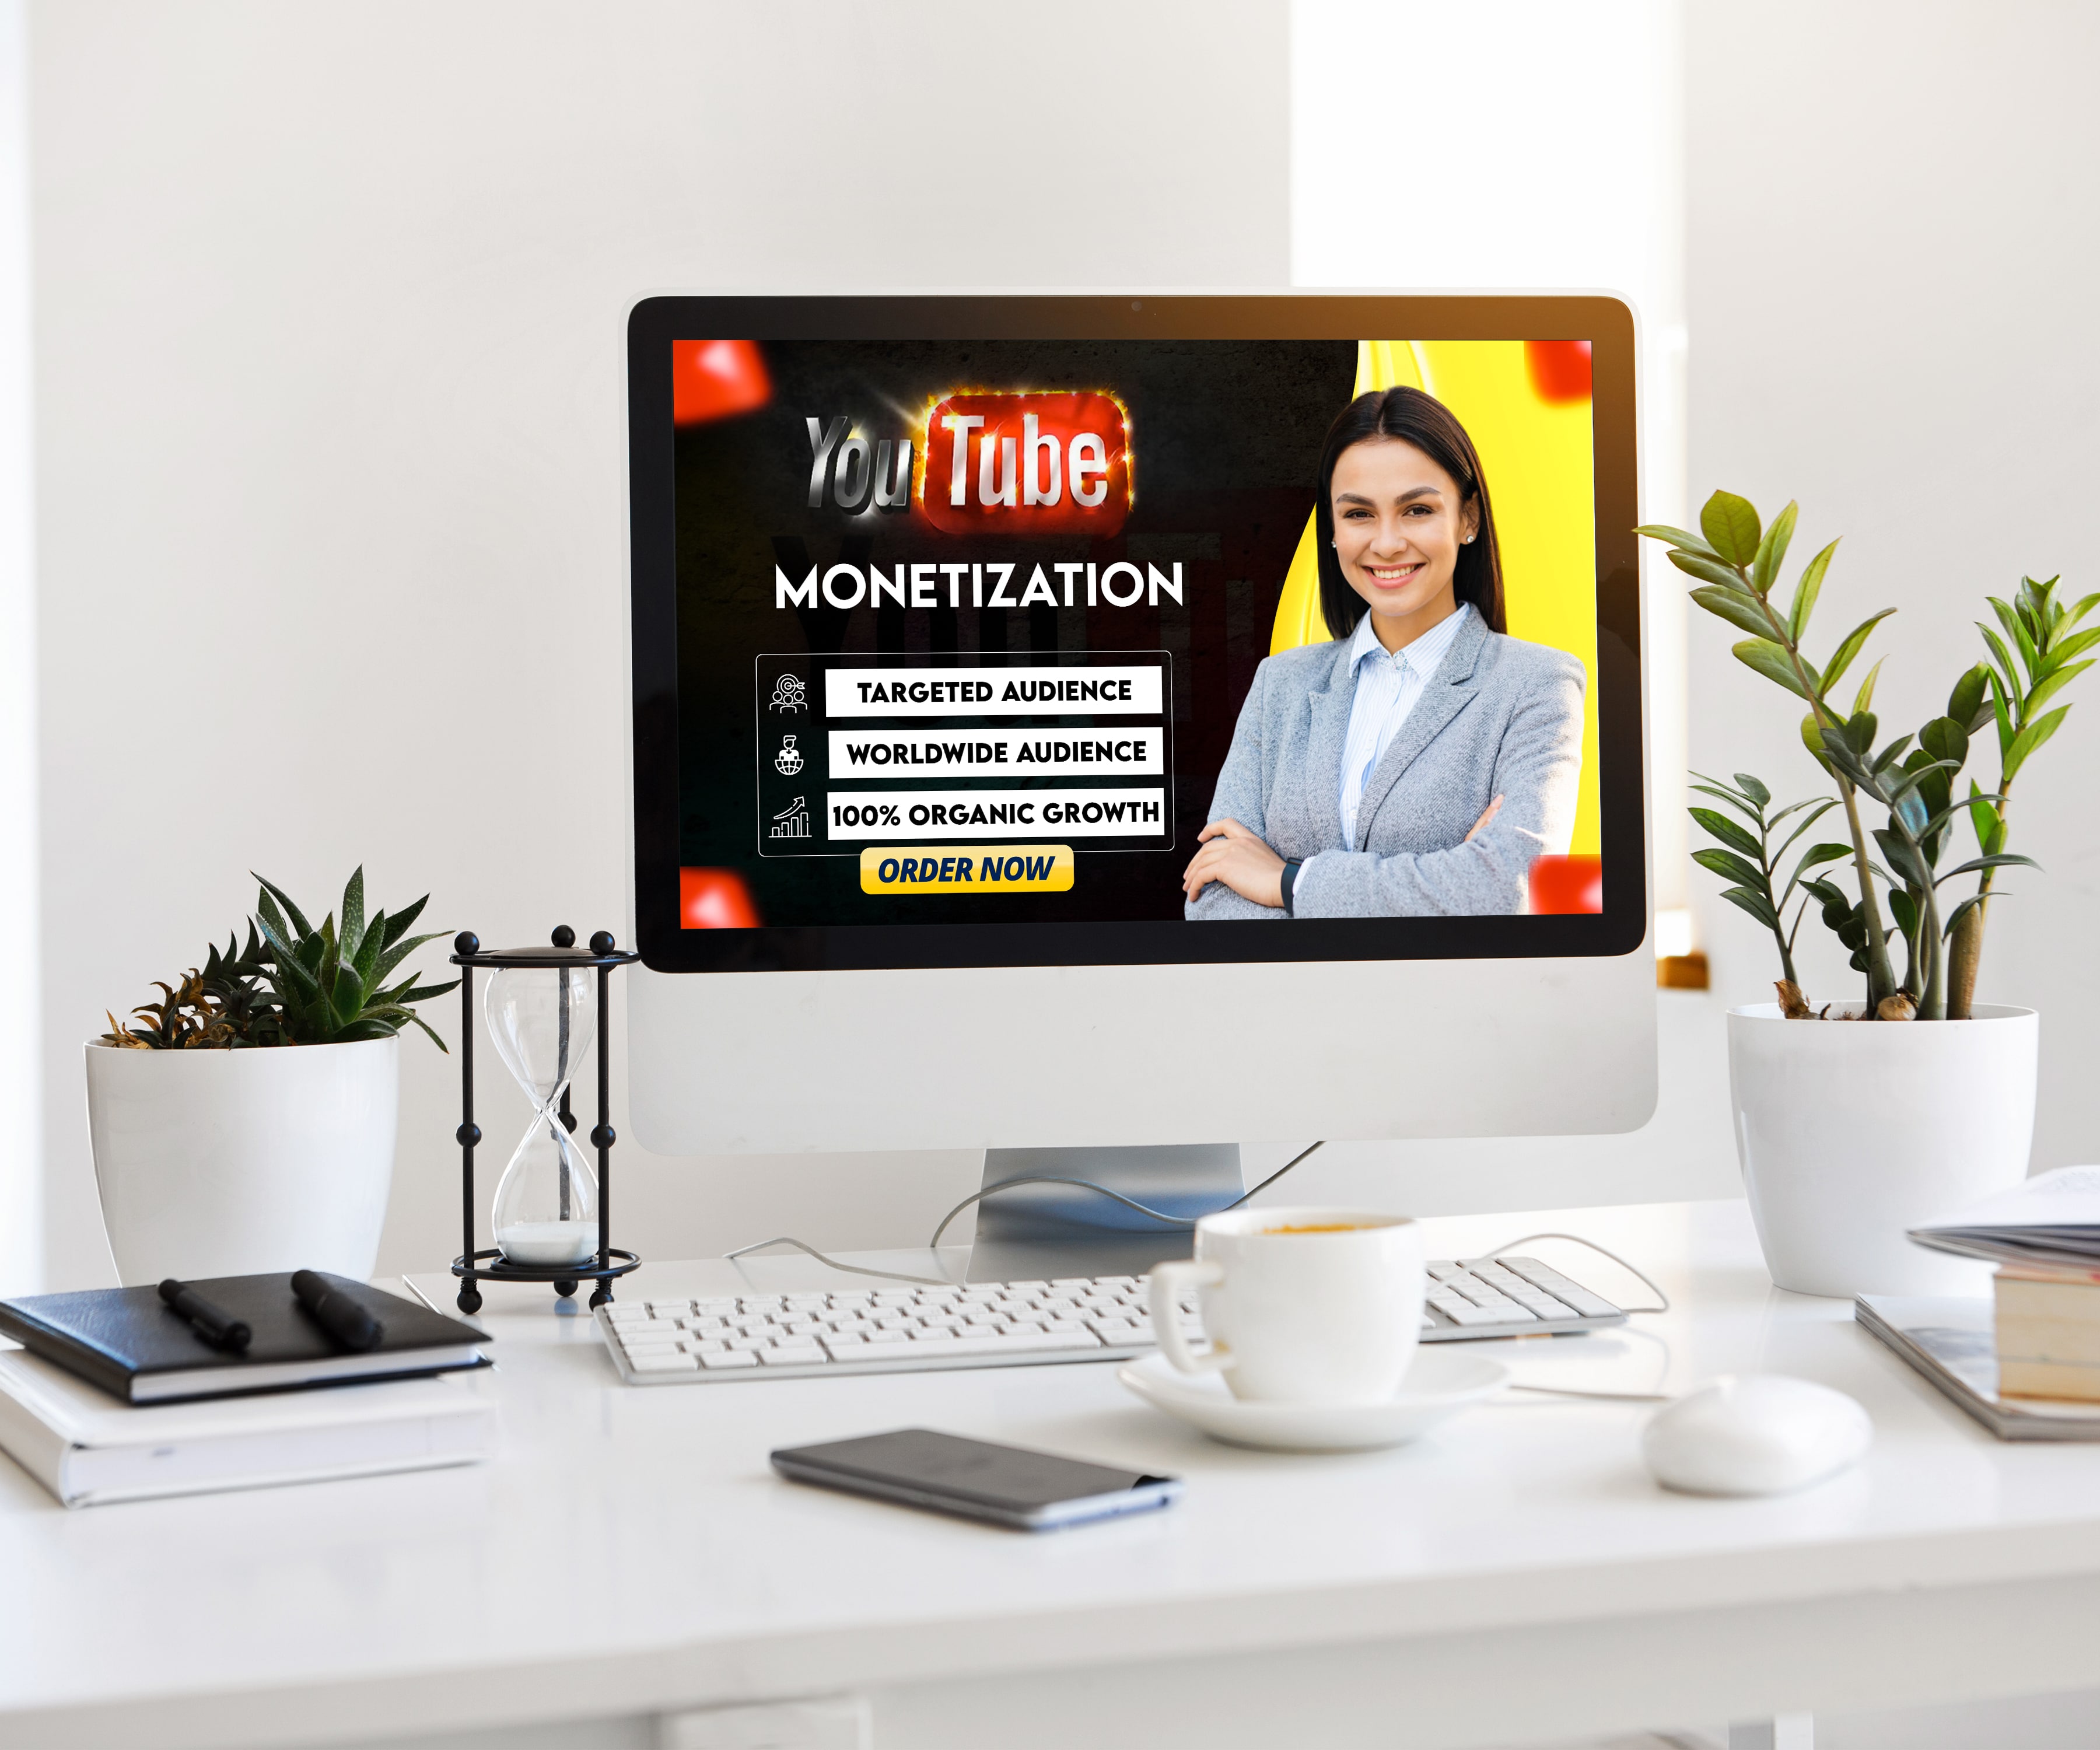 YouTube
MONETIZATION
TARGETED AUDIENCE
WORLDWIDE AUDIENCE
100% ORGANIC GROWTH
ORDER NOW